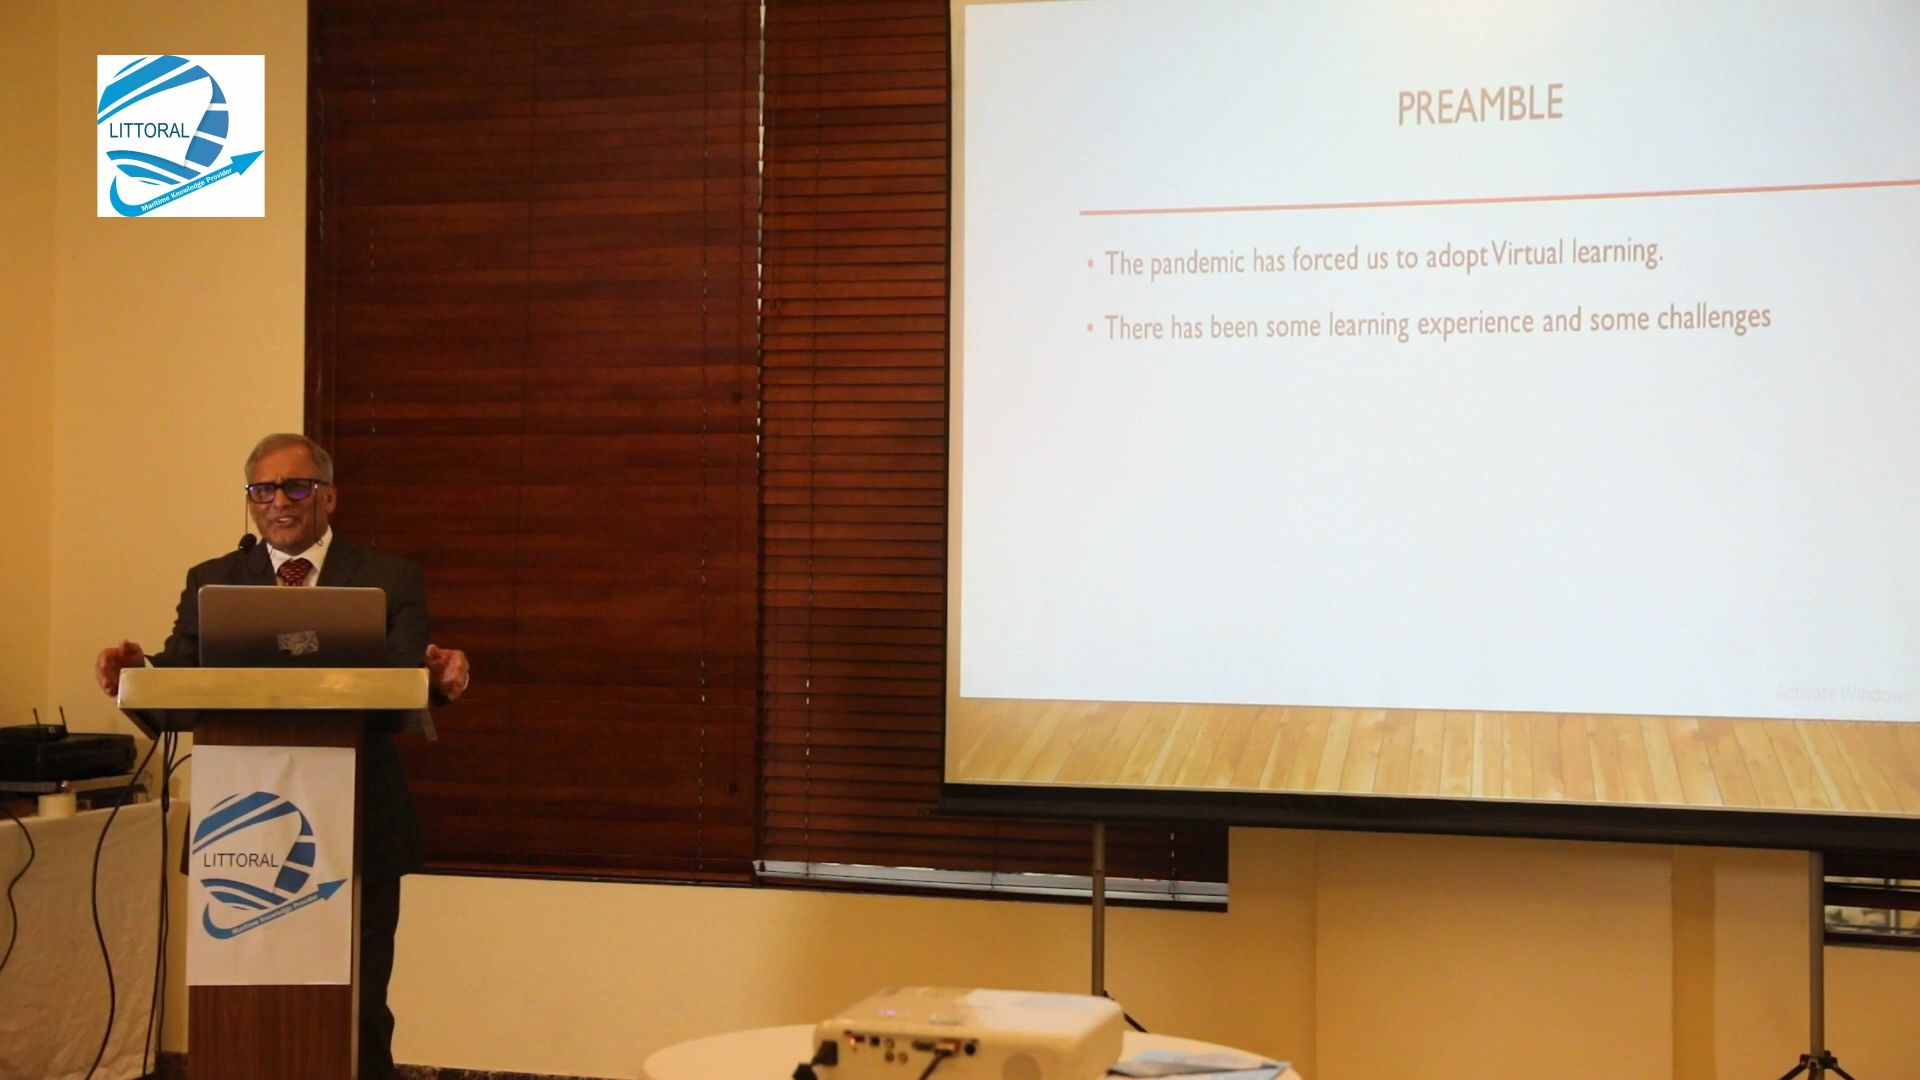 LITTORAL
Maritime Knowledge Provider
PREAMBLE
• The pandemic has forced us to adopt Virtual learning.
• There has been some learning experience and some challenges
Activate Windows
LITTORAL
Maritime Knowledge Provider